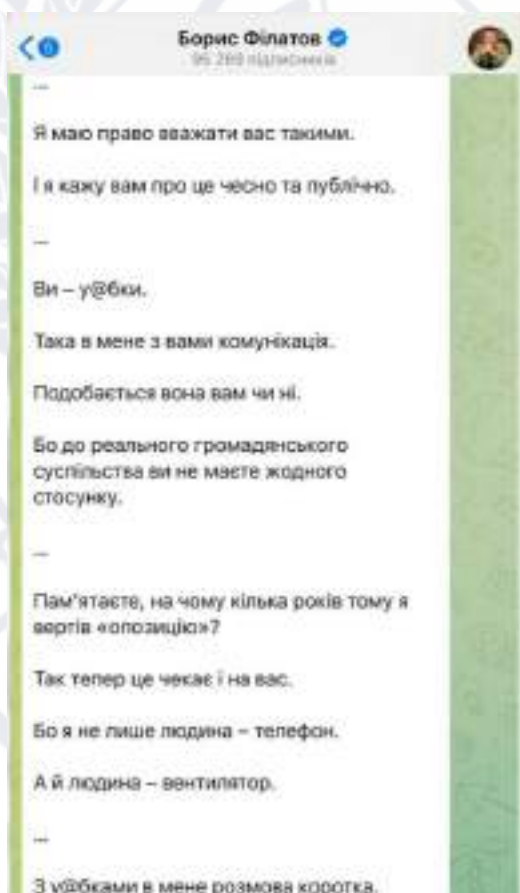 Борис Філатов
95 269 підписників
...
Я маю право вважати вас такими.
І я кажу вам про це чесно та публічно.
...
Ви – у@бки.
Така в мене з вами комунікація.
Подобається вона вам чи ні.
Бо до реального громадянського
суспільства ви не маєте жодного
стосунку.
...
Пам'ятаєте, на чому кілька років тому я
вертів «опозицію»?
Так тепер це чекає і на вас.
Бо я не лише людина – телефон.
А й людина – вентилятор.
...
З у@бками в мене розмова коротка.